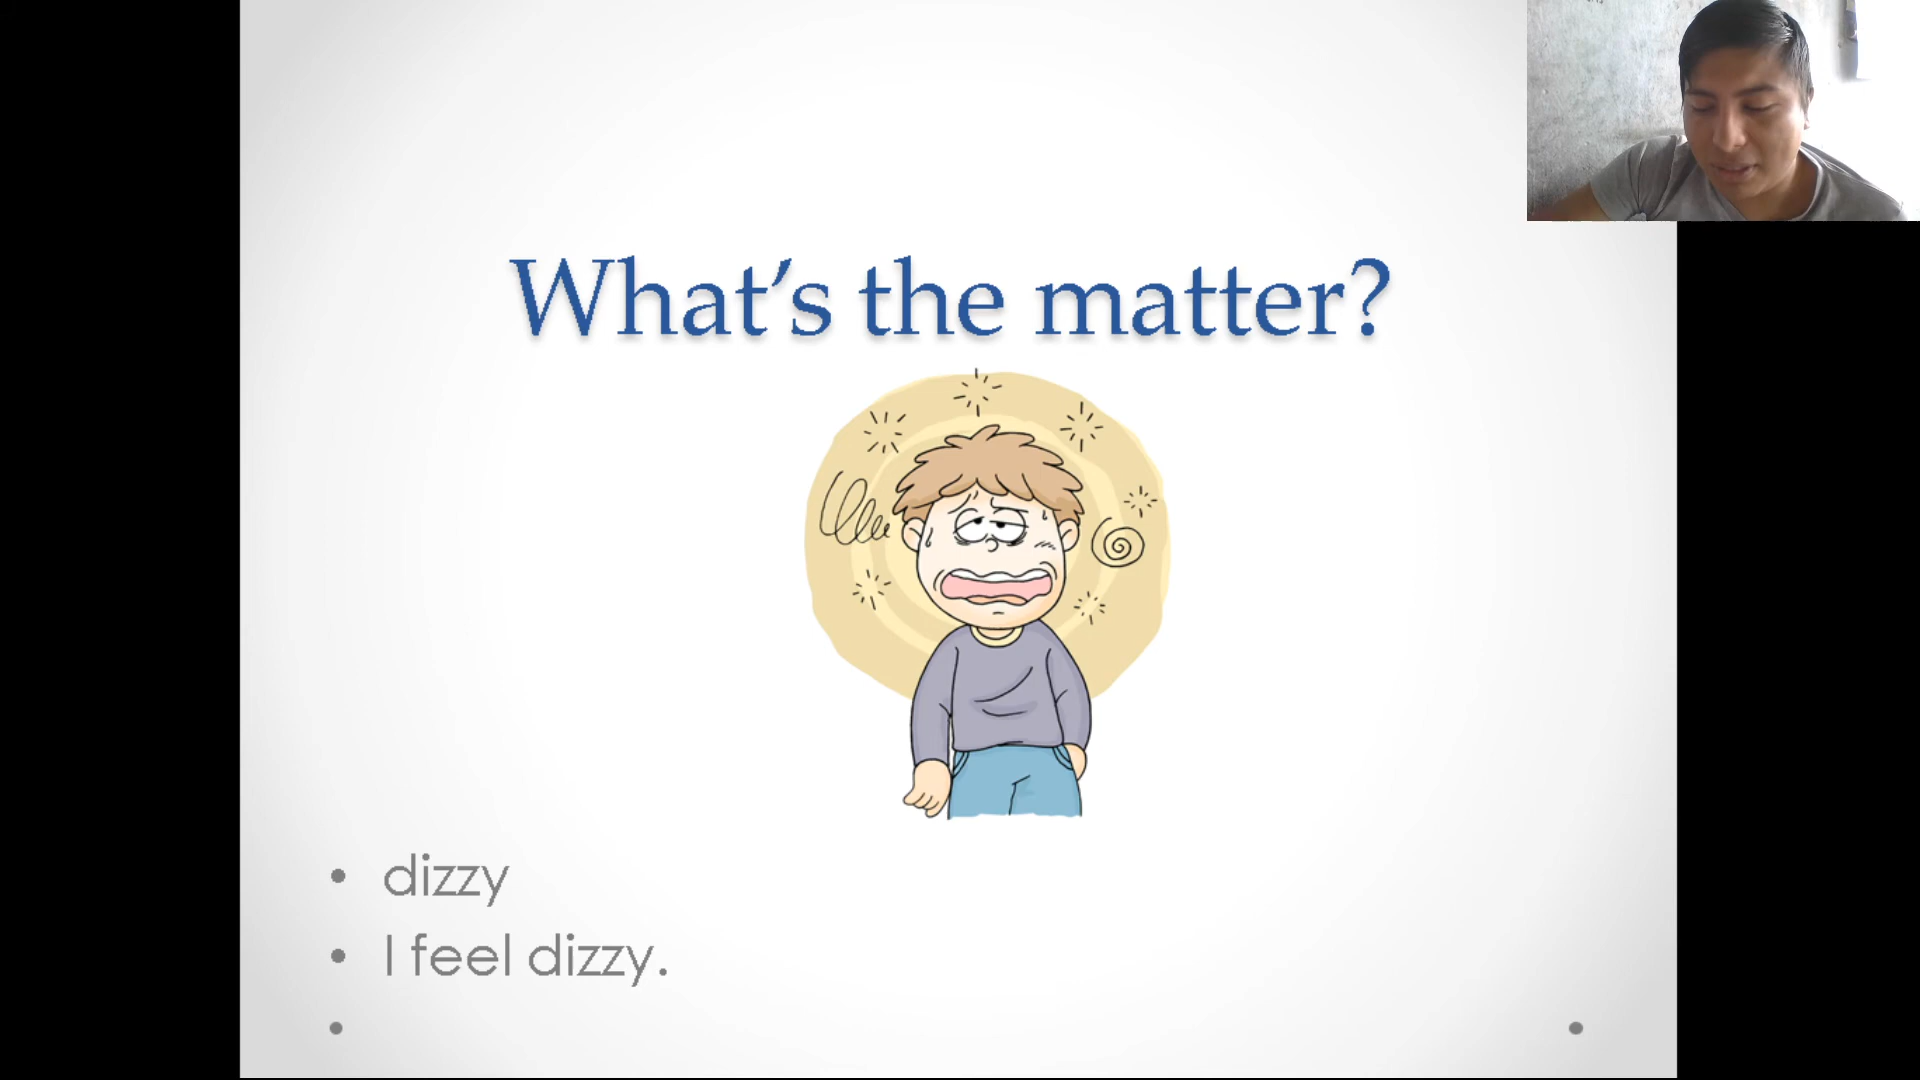 What’s the matter?
• dizzy
• I feel dizzy.